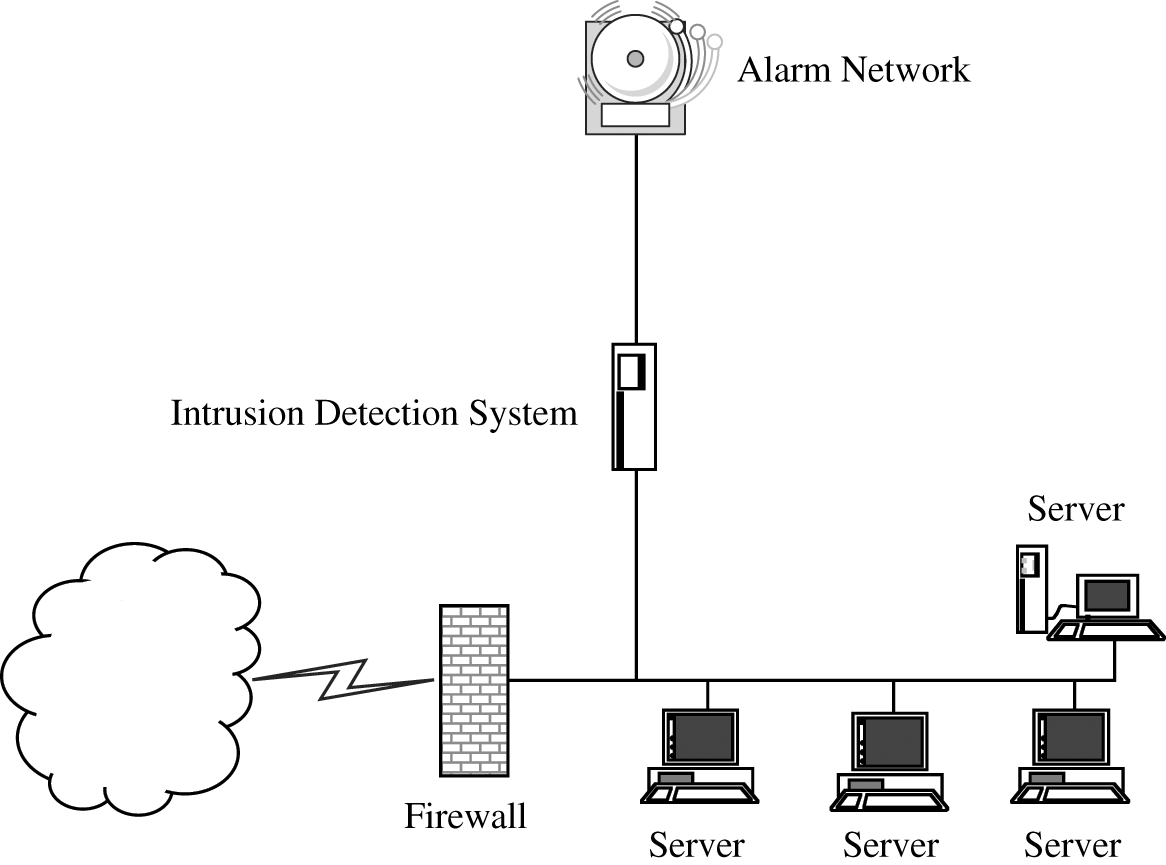 Alarm Network
Intrusion Detection System
Server
Firewall
Server
Server
Server